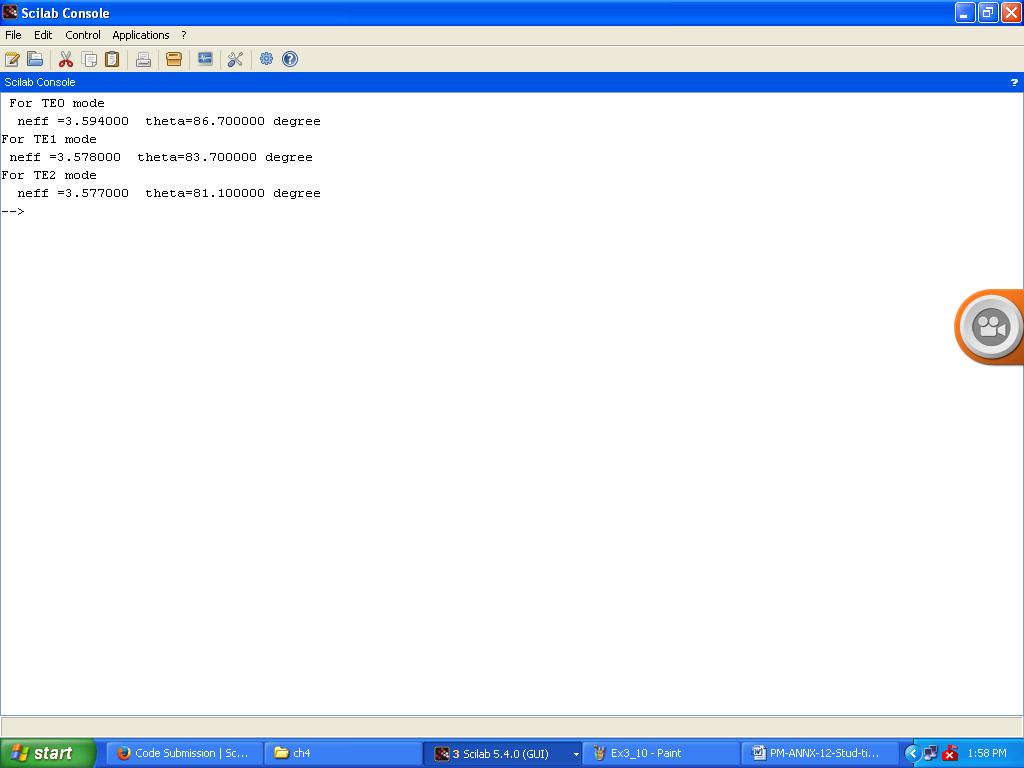 Scilab Console
File Edit Control Applications ?
Scilab Console ?
For TE0 mode
neff =3.594000 theta=86.700000 degree
For TE1 mode
neff =3.578000 theta=83.700000 degree
For TE2 mode
neff =3.577000 theta=81.100000 degree
-->
start Code Submission | Sc... ch4 3 Scilab 5.4.0 (GUI) Ex3_10 - Paint PM-ANNX-12-Stud-ti... 1:58 PM